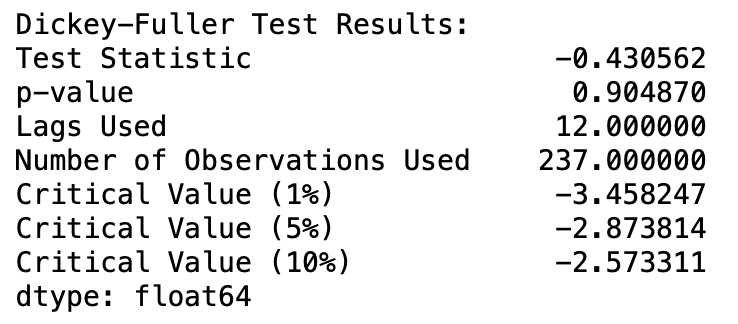 Dickey-Fuller Test Results:
Test Statistic -0.430562
p-value 0.904870
Lags Used 12.000000
Number of Observations Used 237.000000
Critical Value (1%) -3.458247
Critical Value (5%) -2.873814
Critical Value (10%) -2.573311
dtype: float64